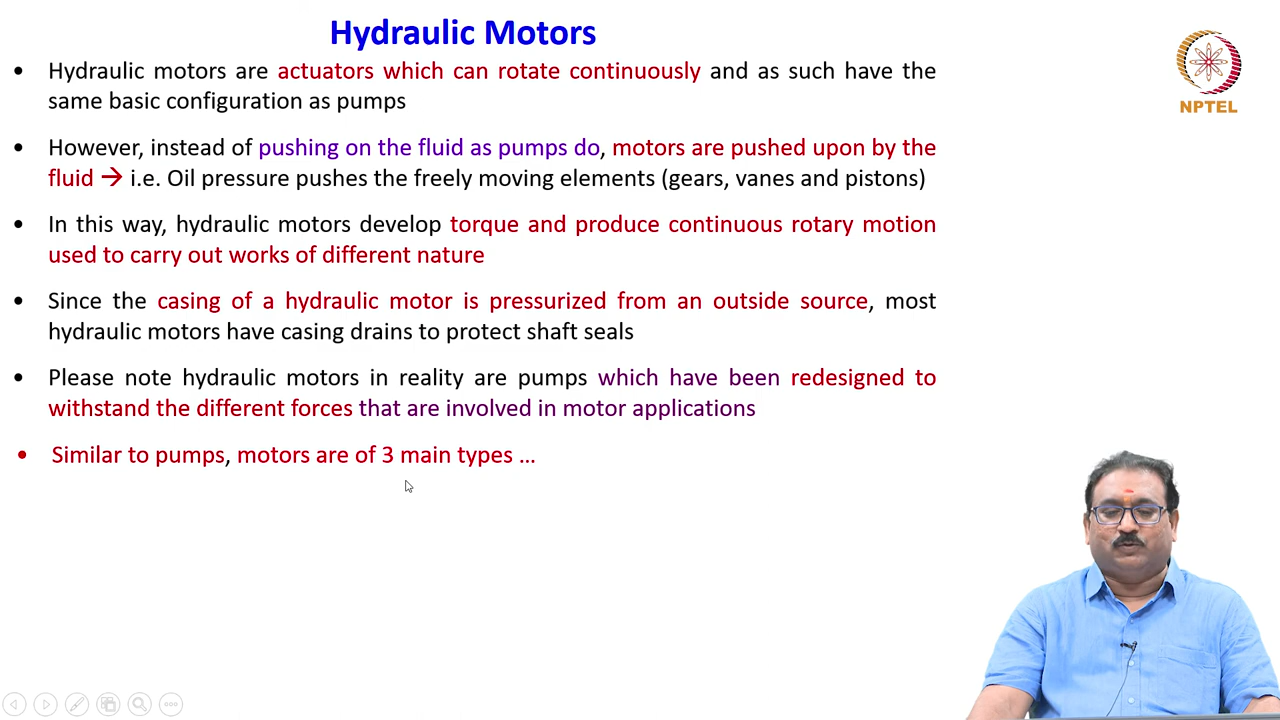 Hydraulic Motors
• Hydraulic motors are actuators which can rotate continuously and as such have the
same basic configuration as pumps
• However, instead of pushing on the fluid as pumps do, motors are pushed upon by the
fluid → i.e. Oil pressure pushes the freely moving elements (gears, vanes and pistons)
• In this way, hydraulic motors develop torque and produce continuous rotary motion
used to carry out works of different nature
• Since the casing of a hydraulic motor is pressurized from an outside source, most
hydraulic motors have casing drains to protect shaft seals
• Please note hydraulic motors in reality are pumps which have been redesigned to
withstand the different forces that are involved in motor applications
• Similar to pumps, motors are of 3 main types ...
NPTEL